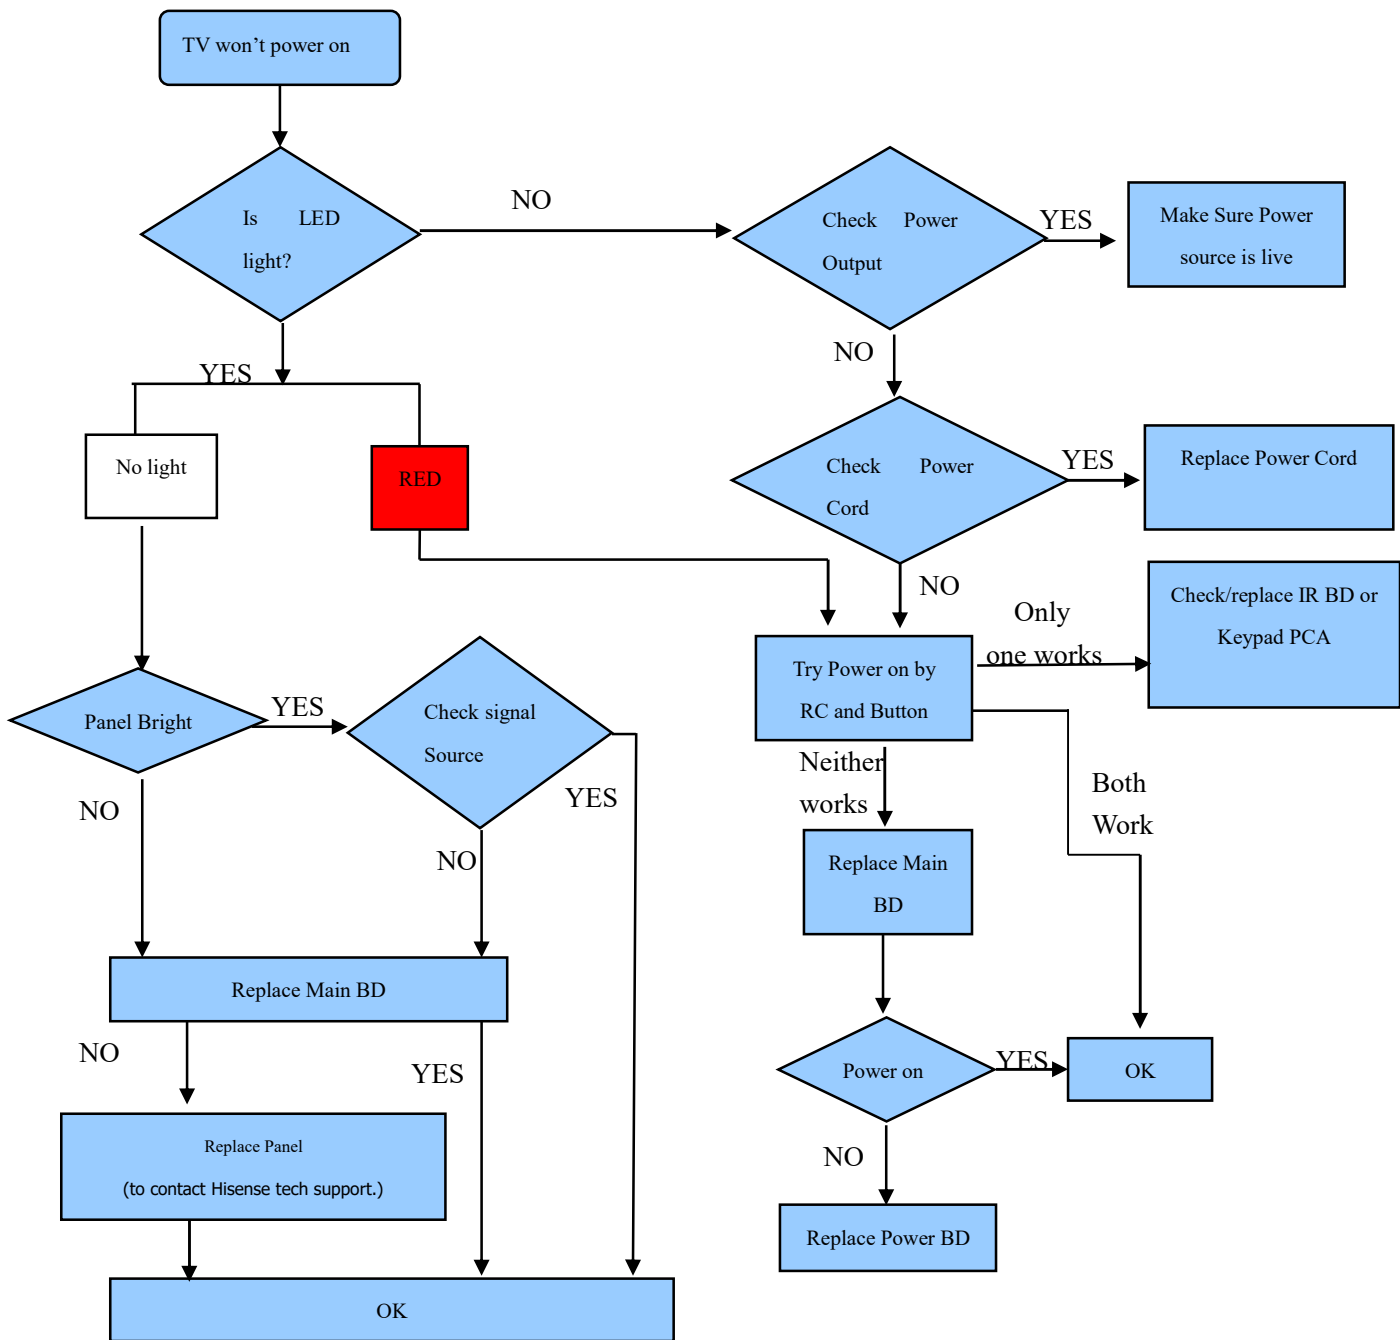 TV won’t power on
Is LED
light?
NO
Check Power
Output
YES
Make Sure Power
source is live
YES
NO
No light
RED
Check Power
Cord
YES
Replace Power Cord
NO
Only
one works
Check/replace IR BD or
Keypad PCA
Try Power on by
RC and Button
Panel Bright
YES
Check signal
Source
NO
YES
NO
Neither
works
Both
Work
Replace Main
BD
Replace Main BD
NO
YES
Power on
YES
OK
Replace Panel
(to contact Hisense tech support.)
NO
Replace Power BD
OK